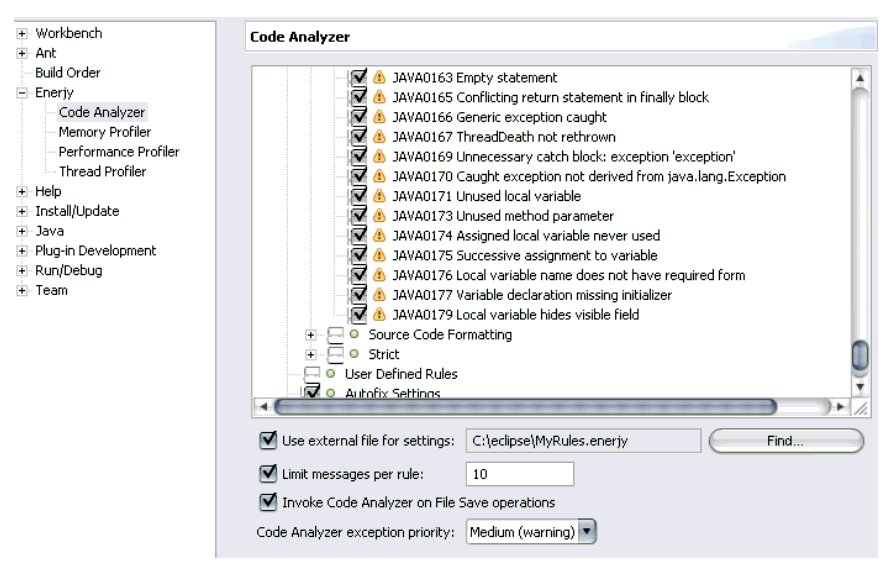 Workbench
Ant
Build Order
Enerjy
Code Analyzer
Memory Profiler
Performance Profiler
Thread Profiler
Help
Install/Update
Java
Plug-in Development
Run/Debug
Team
Code Analyzer
JAVA0163 Empty statement
JAVA0165 Conflicting return statement in finally block
JAVA0166 Generic exception caught
JAVA0167 ThreadDeath not rethrown
JAVA0169 Unnecessary catch block: exception 'exception'
JAVA0170 Caught exception not derived from java.lang.Exception
JAVA0171 Unused local variable
JAVA0173 Unused method parameter
JAVA0174 Assigned local variable never used
JAVA0175 Successive assignment to variable
JAVA0176 Local variable name does not have required form
JAVA0177 Variable declaration missing initializer
JAVA0179 Local variable hides visible field
Source Code Formatting
Strict
User Defined Rules
Autofix Settings
Use external file for settings: C:\eclipse\MyRules.enerjy Find...
Limit messages per rule: 10
Invoke Code Analyzer on File Save operations
Code Analyzer exception priority: Medium (warning)